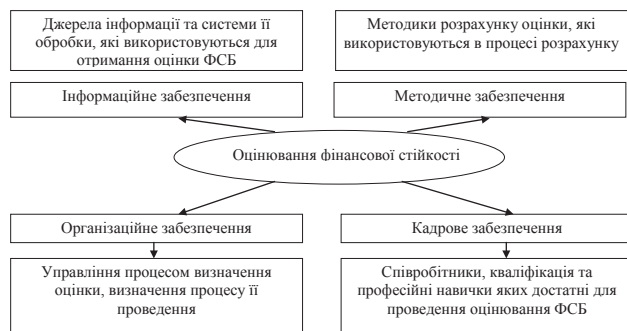 Джерела інформації та системи її
обробки, які використовуються для
отримання оцінки ФСБ
Методики розрахунку оцінки, які
використовуються в процесі розрахунку
Інформаційне забезпечення
Методичне забезпечення
Оцінювання фінансової стійкості
Організаційне забезпечення
Кадрове забезпечення
Управління процесом визначення
оцінки, визначення процесу її
проведення
Співробітники, кваліфікація та
професійні навички яких достатні для
проведення оцінювання ФСБ